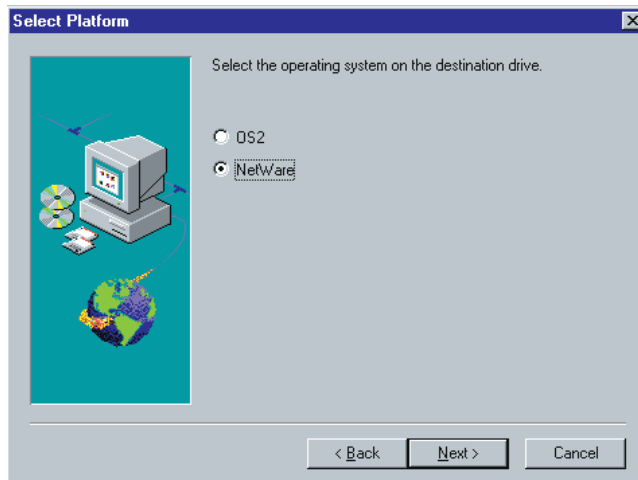 Select Platform
Select the operating system on the destination drive.
OS2
NetWare
< Back
Next >
Cancel